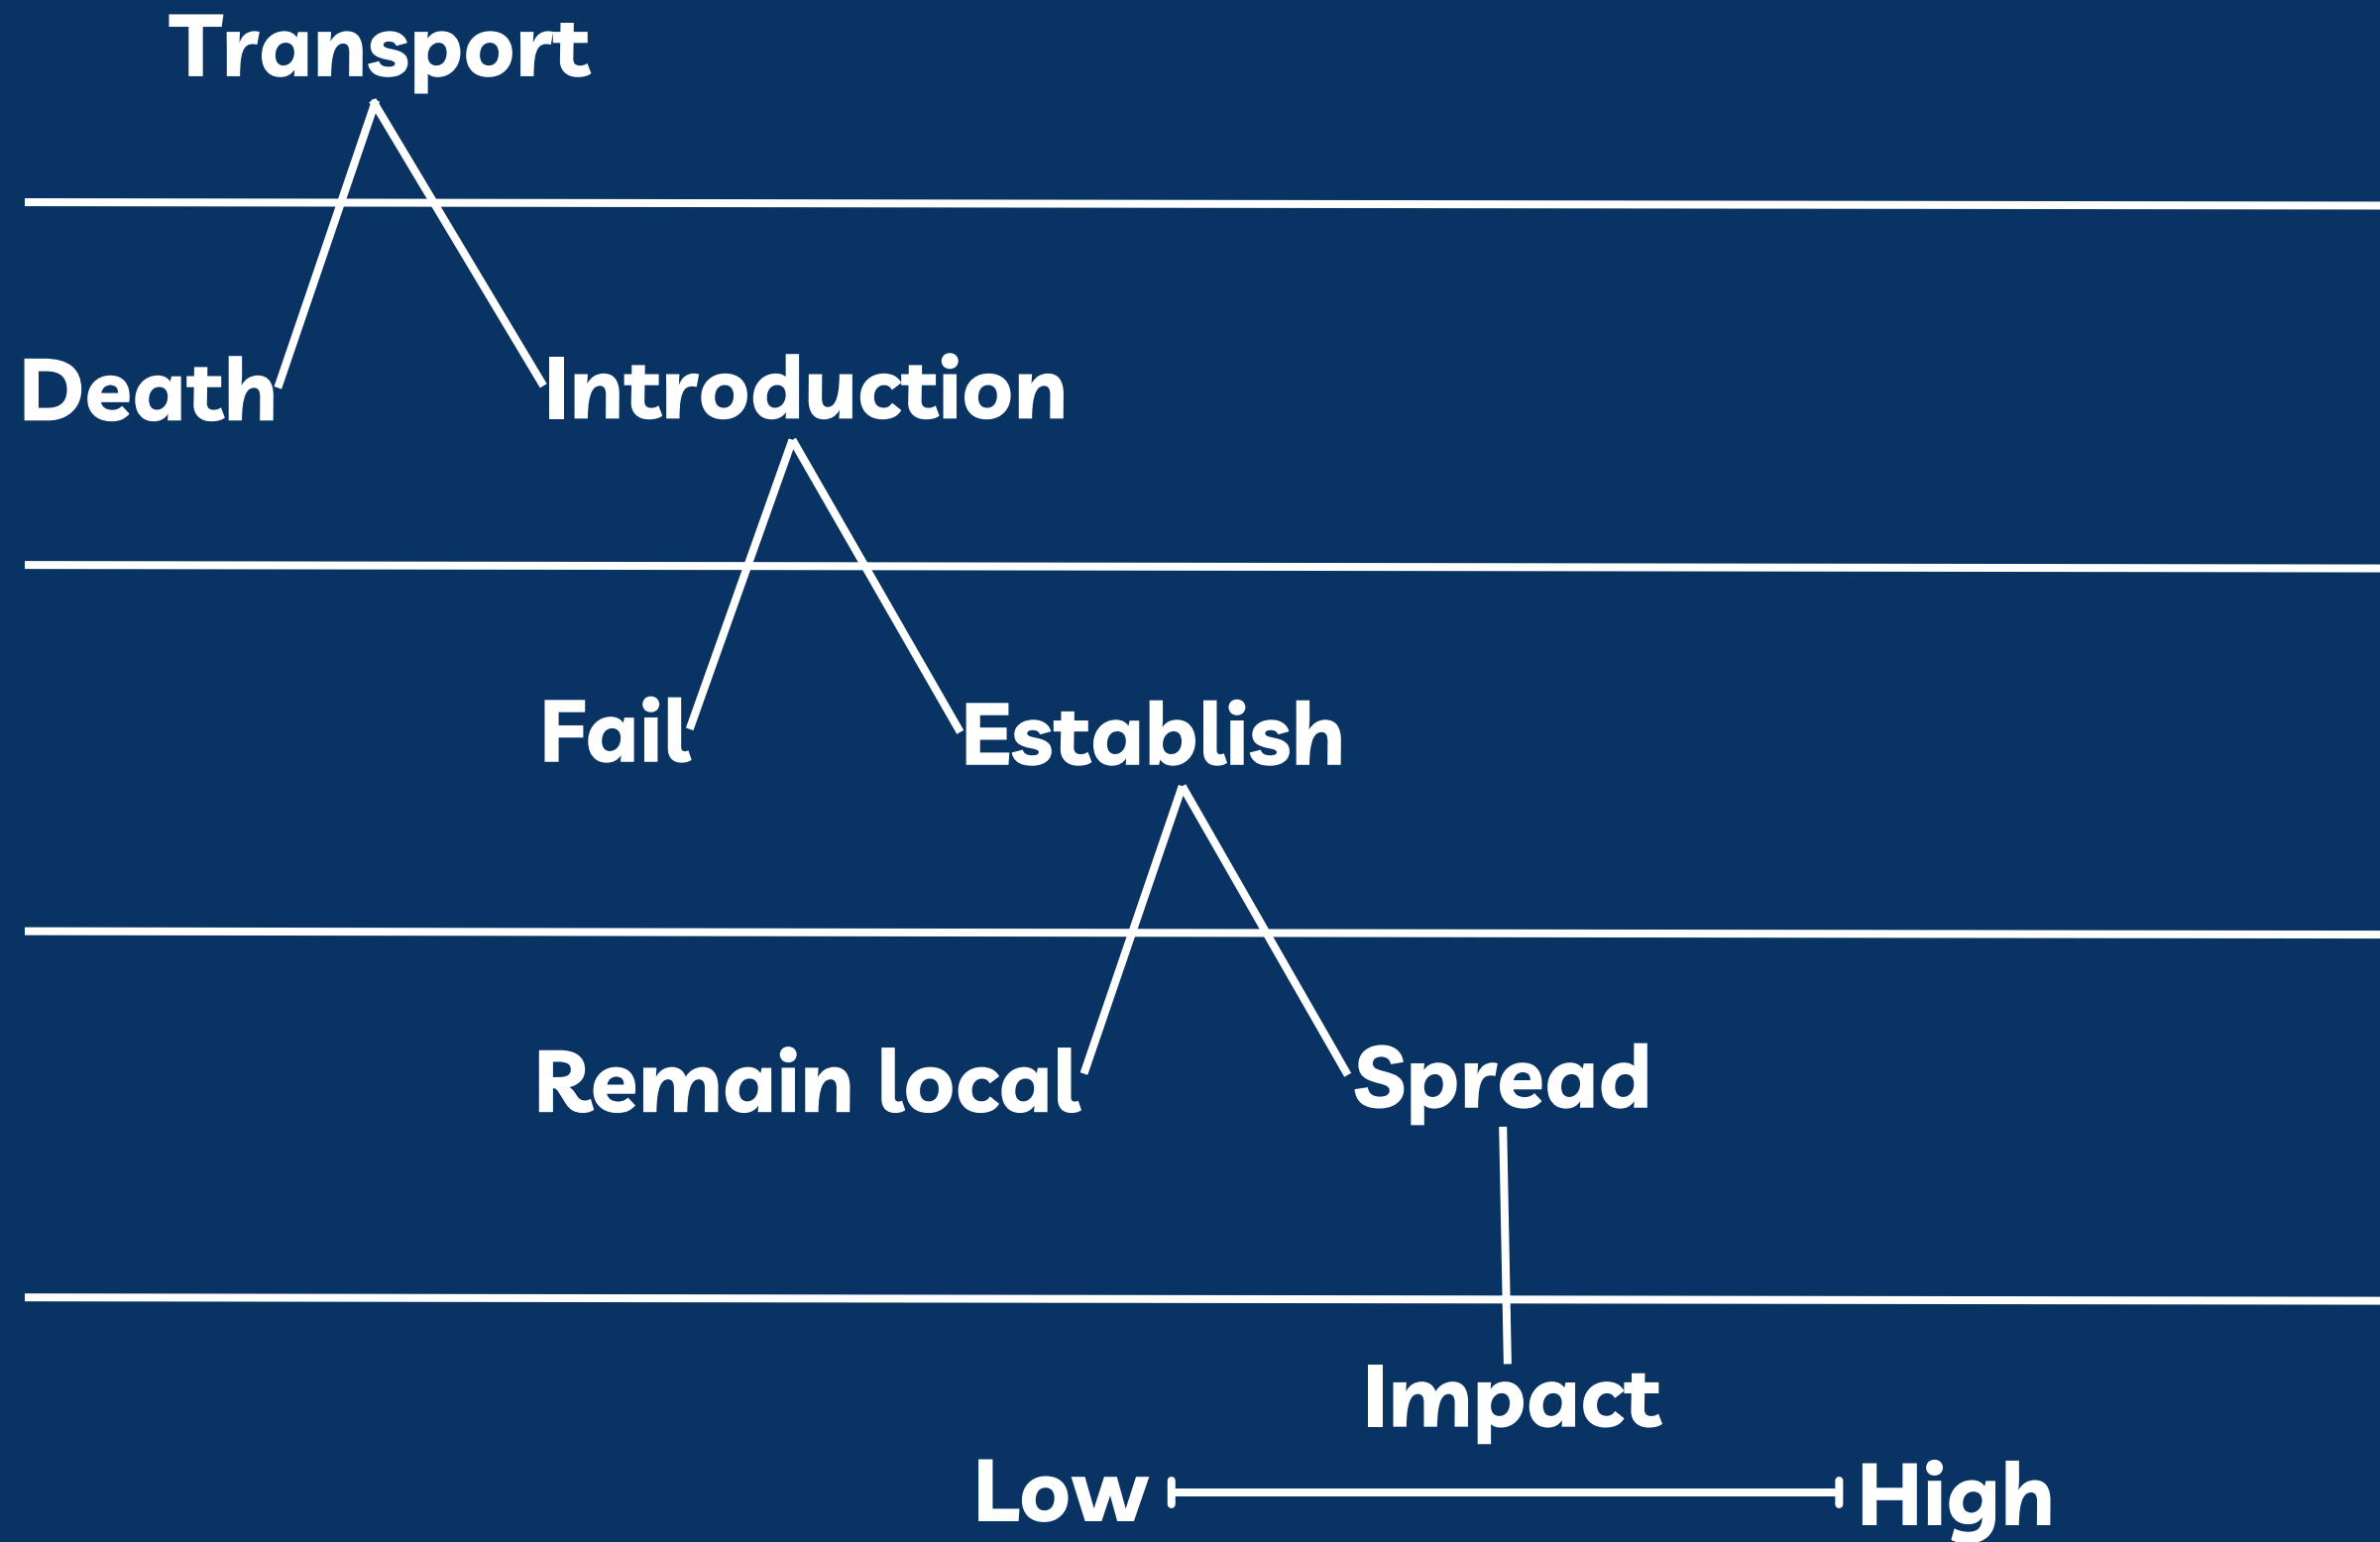 Transport
Death
Introduction
Fail
Establish
Remain local
Spread
Impact
Low
High